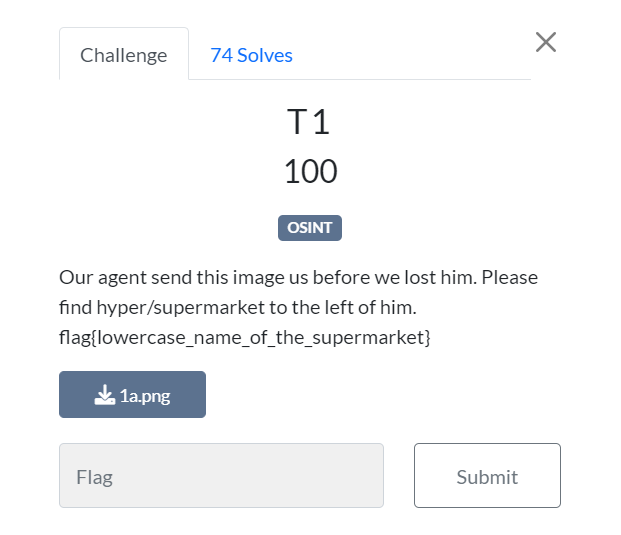 Challenge
74 Solves
T1
100
OSINT
Our agent send this image us before we lost him. Please
find hyper/supermarket to the left of him.
flag{lowercase_name_of_the_supermarket}
1a.png
Flag
Submit